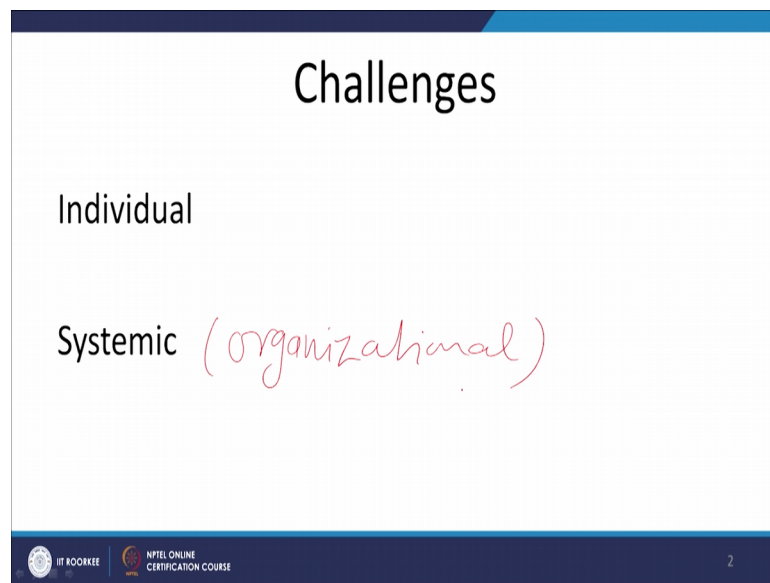 Challenges
Individual
Systemic (organizational)
IIT ROORKEE
NPTEL ONLINE
CERTIFICATION COURSE
2